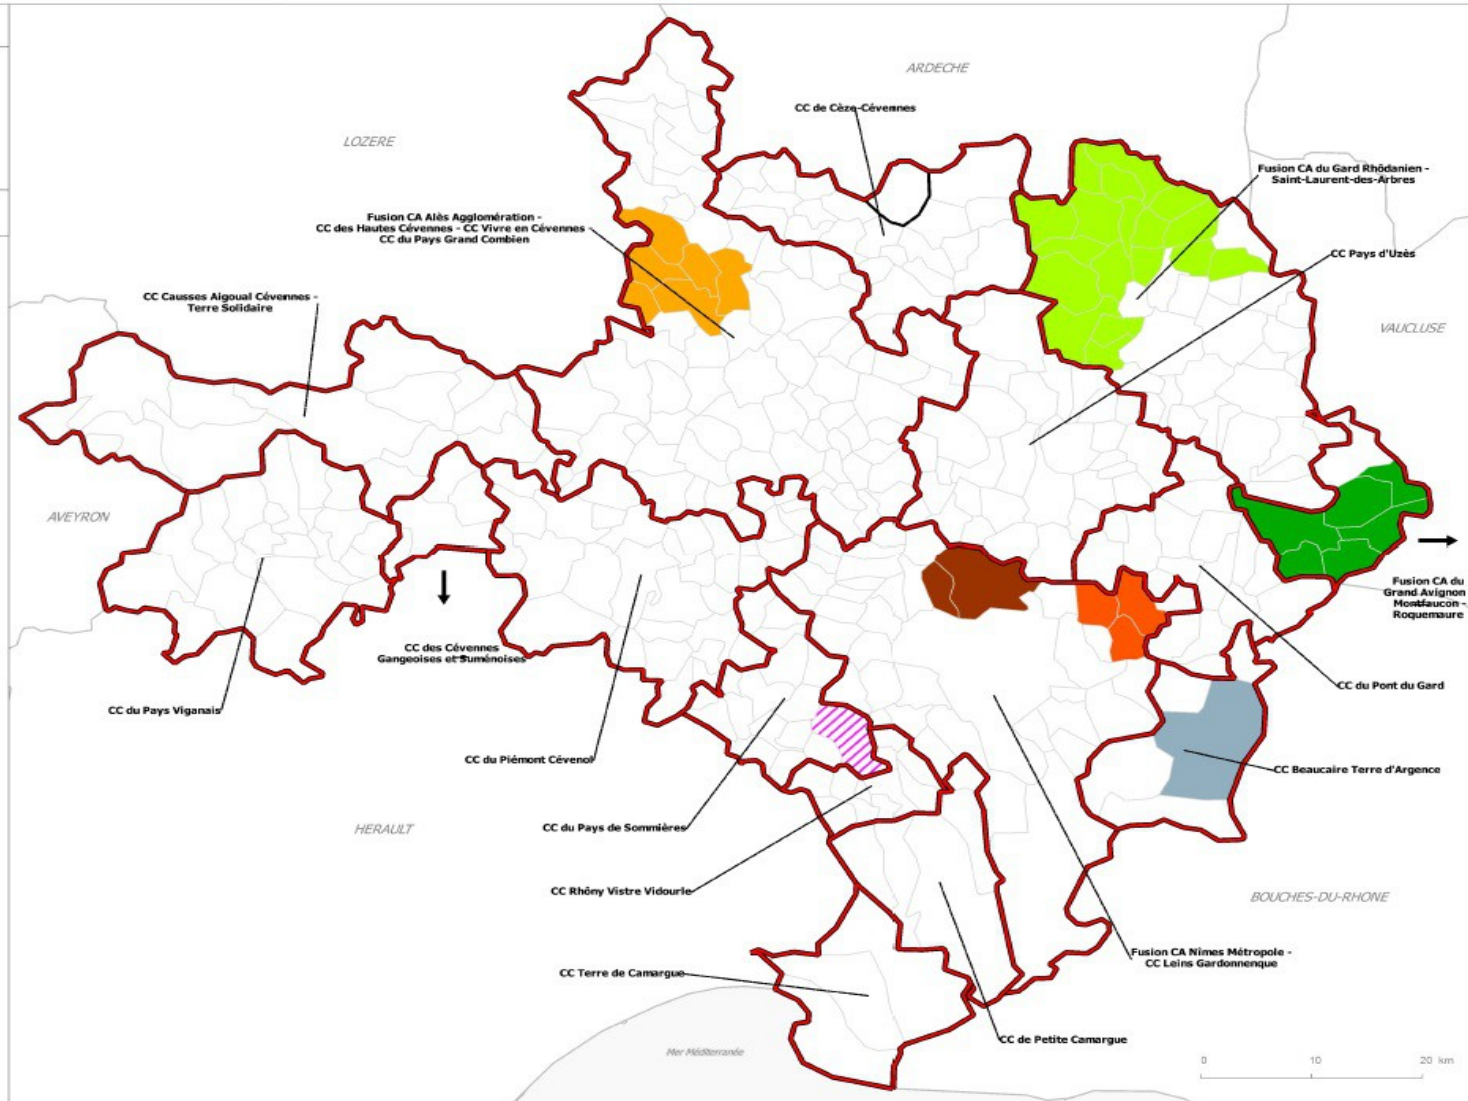 ARDECHE
CC de Cèze-Cévennes
LOZERE
Fusion CA du Gard Rhôdanien -
Saint-Laurent-des-Arbres
Fusion CA Alès Agglomération -
CC des Hautes Cévennes - CC Vivre en Cévennes -
CC du Pays Grand Combien
CC Pays d'Uzès
CC Causses Aigoual Cévennes -
Terre Solidaire
VAUCLUSE
AVEYRON
Fusion CA du
Grand Avignon
Montfaucon -
Roquemaure
CC des Cévennes
Gangeoises et Suménoises
CC du Pont du Gard
CC du Pays Viganais
CC du Piémont Cévenol
CC Beaucaire Terre d'Argence
HERAULT
CC du Pays de Sommières
CC Rhôny Vistre Vidourle
BOUCHES-DU-RHONE
Fusion CA Nîmes Métropole -
CC Leins Gardonnenque
CC Terre de Camargue
CC de Petite Camargue
Mer Méditerranée
0 10 20 km